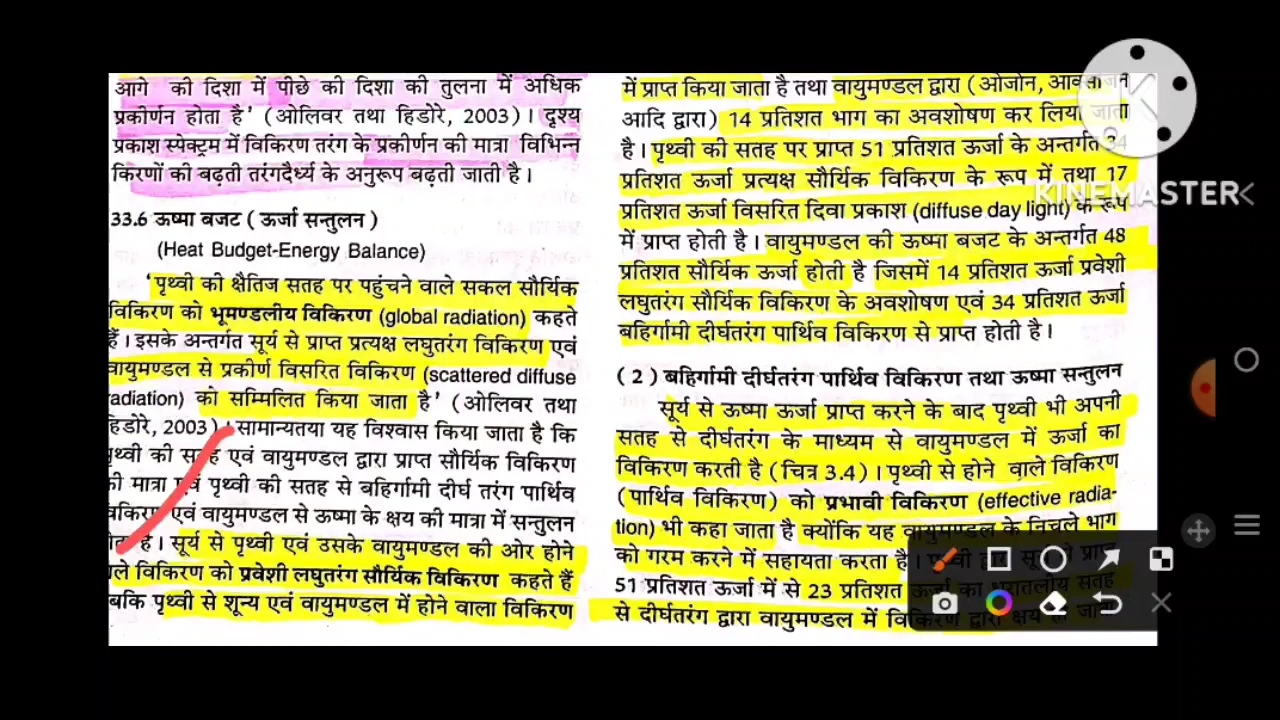 आगे की दिशा में पीछे की दिशा की तुलना में अधिक
प्रकीर्णन होता है' (ओलिवर तथा हिडोरे, 2003)। दृश्य
प्रकाश स्पेक्ट्रम में विकिरण तरंग के प्रकीर्णन की मात्रा विभिन्न
किरणों की बढ़ती तरंगदैर्ध्य के अनुरूप बढ़ती जाती है।
33.6 ऊष्मा बजट (ऊर्जा सन्तुलन)
(Heat Budget-Energy Balance)
'पृथ्वी की क्षैतिज सतह पर पहुंचने वाले सकल सौर्यिक
विकिरण को भूमण्डलीय विकिरण (global radiation) कहते
हैं। इसके अन्तर्गत सूर्य से प्राप्त प्रत्यक्ष लघुतरंग विकिरण एवं
वायुमण्डल से प्रकीर्ण विसरित विकिरण (scattered diffuse
radiation) को सम्मिलित किया जाता है' (ओलिवर तथा
हिडोरे, 2003)। सामान्यतया यह विश्वास किया जाता है कि
पृथ्वी की सतह एवं वायुमण्डल द्वारा प्राप्त सौर्यिक विकिरण
की मात्रा एवं पृथ्वी की सतह से बहिर्गामी दीर्घ तरंग पार्थिव
विकिरण एवं वायुमण्डल से ऊष्मा के क्षय की मात्रा में सन्तुलन
होता है। सूर्य से पृथ्वी एवं उसके वायुमण्डल की ओर होने
वाले विकिरण को प्रवेशी लघुतरंग सौर्यिक विकिरण कहते हैं
जबकि पृथ्वी से शून्य एवं वायुमण्डल में होने वाला विकिरण
में प्राप्त किया जाता है तथा वायुमण्डल द्वारा (ओजोन,
आदि द्वारा) 14 प्रतिशत भाग का अवशोषण कर लिया जाता
है। पृथ्वी की सतह पर प्राप्त 51 प्रतिशत ऊर्जा के अन्तर्गत 34
प्रतिशत ऊर्जा प्रत्यक्ष सौर्यिक विकिरण के रूप में तथा 17
प्रतिशत ऊर्जा विसरित दिवा प्रकाश (diffuse day light) के रूप
में प्राप्त होती है। वायुमण्डल की ऊष्मा बजट के अन्तर्गत 48
प्रतिशत सौर्यिक ऊर्जा होती है जिसमें 14 प्रतिशत ऊर्जा प्रवेशी
लघुतरंग सौर्यिक विकिरण के अवशोषण एवं 34 प्रतिशत ऊर्जा
बहिर्गामी दीर्घतरंग पार्थिव विकिरण से प्राप्त होती है।
(2) बहिर्गामी दीर्घतरंग पार्थिव विकिरण तथा ऊष्मा सन्तुलन
सूर्य से ऊष्मा ऊर्जा प्राप्त करने के बाद पृथ्वी भी अपनी
सतह से दीर्घतरंग के माध्यम से वायुमण्डल में ऊर्जा का
विकिरण करती है (चित्र 3.4)। पृथ्वी से होने वाले विकिरण
(पार्थिव विकिरण) को प्रभावी विकिरण (effective radia-
tion) भी कहा जाता है क्योंकि यह वायुमण्डल के निचले भाग
को गरम करने में सहायता करता है। पृथ्वी द्वारा सूर्य से प्राप्त
51 प्रतिशत ऊर्जा में से 23 प्रतिशत ऊर्जा का धरातलीय सतह
से दीर्घतरंग द्वारा वायुमण्डल में विकिरण द्वारा क्षय हो जाता
KINEMASTER